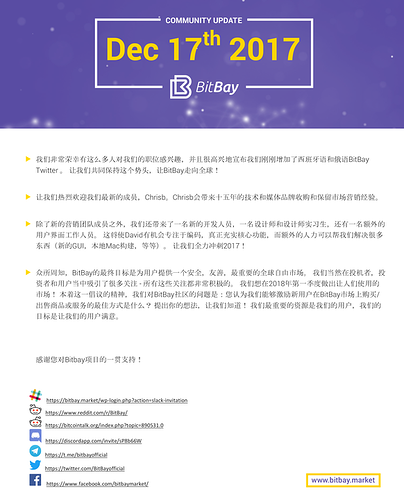 COMMUNITY UPDATE
Dec 17th 2017
BitBay
我们非常荣幸有这么多人对我们的职位感兴趣，并且很高兴地宣布我们刚刚增加了西班牙语和俄语BitBay
Twitter 。 让我们共同保持这个势头，让BitBay走向全球！
让我们热烈欢迎我们最新的成员，Chrisb。Chrisb会带来十五年的技术和媒体品牌收购和保留市场营销经验。
除了新的营销团队成员之外，我们还带来了一名新的开发人员，一名设计师和设计师实习生，还有一名额外的
用户界面工作人员。 这将使David有机会专注于编码，真正充实核心功能，而额外的人力可以帮我们解决很多
东西（新的GUI，本地Mac构建，等等）。 让我们全力冲刺2017！
众所周知，BitBay的最终目标是为用户提供一个安全，友善，最重要的全球自由市场。 我们当然在投机者，投
资者和用户当中吸引了很多关注 - 所有这些关注都非常积极的。 我们想在2018年第一季度做出让人们使用的
市场！ 本着这一倡议的精神，我们对BitBay社区的问题是：您认为我们能够激励新用户在BitBay市场上购买/
出售商品或服务的最佳方式是什么？ 提出你的想法，让我们知道！ 我们最重要的资源是我们的用户，我们的
目标是让我们的用户满意。
感谢您对Bitbay项目的一贯支持！
https://bitbay.market/wp-login.php?action=slack-invitation
https://www.reddit.com/r/BitBay/
https://bitcointalk.org/index.php?topic=890531.0
https://discordapp.com/invite/sPBb66W
https://t.me/bitbayofficial
https://twitter.com/BitBayofficial
https://www.facebook.com/bitbaymarket/
www.bitbay.market